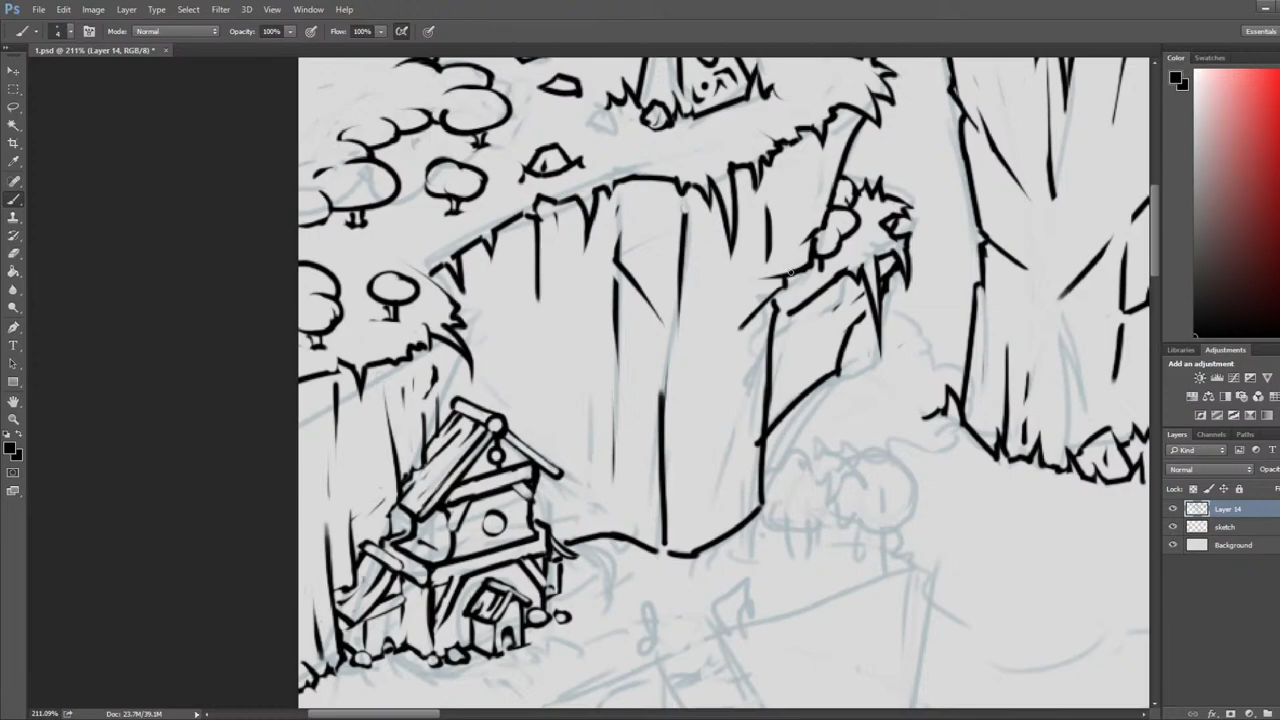 Ps File Edit Image Layer Type Select Filter 3D View Window Help
4 Mode: Normal Opacity: 100% Flow: 100% Essentials
1.psd @ 211% (Layer 14, RGB/8) * ×
Color Swatches
Libraries Adjustments
Add an adjustment
Layers Channels Paths
Kind
Normal Opacity
Lock:
Layer 14
sketch
Background
211.09% Doc: 23.7M/39.1M